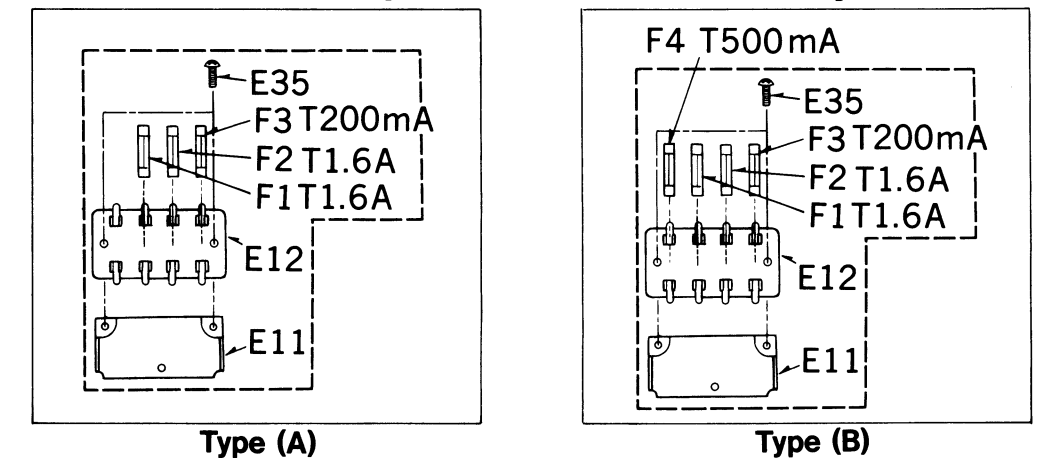 E35
F3 T200mA
F2 T1.6A
F1 T1.6A
E12
E11
Type (A)
F4 T500mA
E35
F3 T200mA
F2 T1.6A
F1 T1.6A
E12
E11
Type (B)